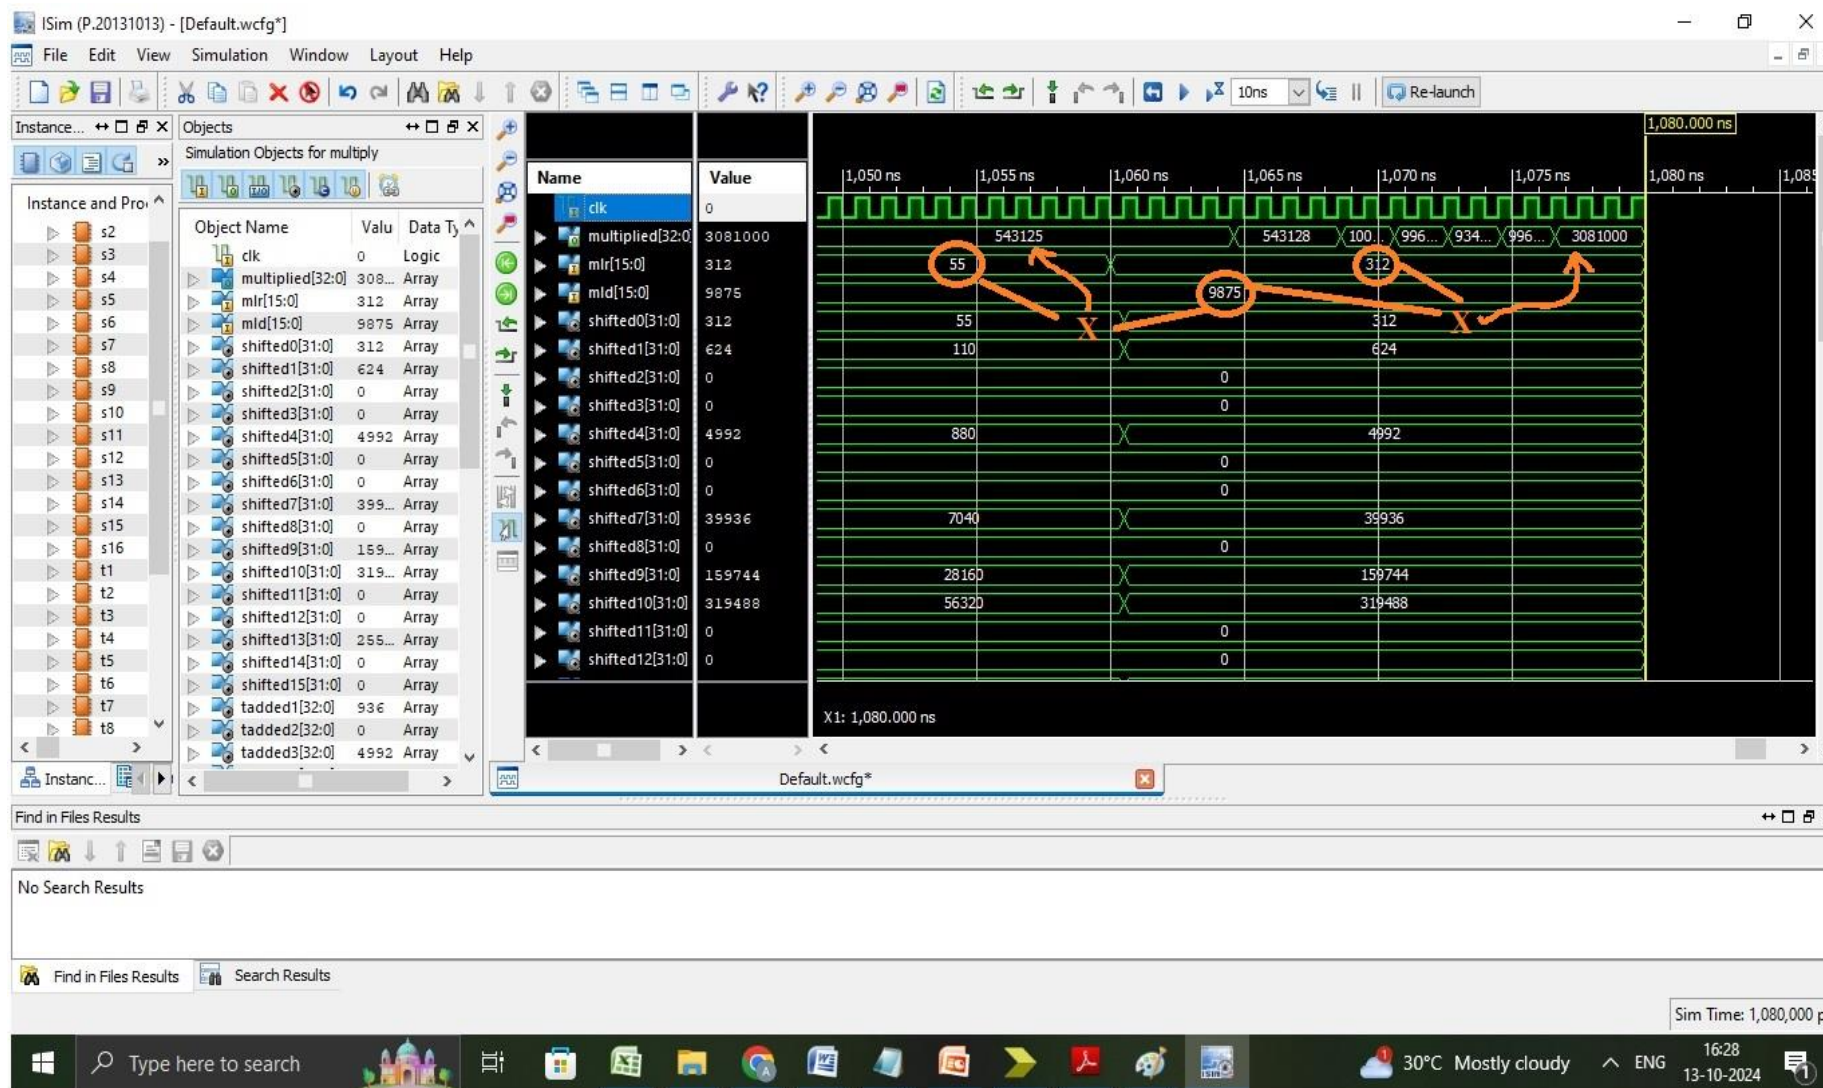 ISim (P.20131013) - [Default.wcfg*]
File Edit View Simulation Window Layout Help
10ns Re-launch
Instance...
Instance and Pro
s2
s3
s4
s5
s6
s7
s8
s9
s10
s11
s12
s13
s14
s15
s16
t1
t2
t3
t4
t5
t6
t7
t8
Instanc...
Objects
Simulation Objects for multiply
Object Name Valu Data Ty
clk 0 Logic
multiplied[32:0] 308... Array
mlr[15:0] 312 Array
mld[15:0] 9875 Array
shifted0[31:0] 312 Array
shifted1[31:0] 624 Array
shifted2[31:0] 0 Array
shifted3[31:0] 0 Array
shifted4[31:0] 4992 Array
shifted5[31:0] 0 Array
shifted6[31:0] 0 Array
shifted7[31:0] 399... Array
shifted8[31:0] 0 Array
shifted9[31:0] 159... Array
shifted10[31:0] 319... Array
shifted11[31:0] 0 Array
shifted12[31:0] 0 Array
shifted13[31:0] 255... Array
shifted14[31:0] 0 Array
shifted15[31:0] 0 Array
tadded1[32:0] 936 Array
tadded2[32:0] 0 Array
tadded3[32:0] 4992 Array
1,080.000 ns
Name Value 1,050 ns 1,055 ns 1,060 ns 1,065 ns 1,070 ns 1,075 ns 1,080 ns 1,085
clk 0
multiplied[32:0] 3081000 543125 543128 100... 996... 934... 996... 3081000
mlr[15:0] 312 55 312
mld[15:0] 9875 9875
shifted0[31:0] 312 55 X 312 X
shifted1[31:0] 624 110 624
shifted2[31:0] 0 0
shifted3[31:0] 0 0
shifted4[31:0] 4992 880 4992
shifted5[31:0] 0 0
shifted6[31:0] 0 0
shifted7[31:0] 39936 7040 39936
shifted8[31:0] 0 0
shifted9[31:0] 159744 28160 159744
shifted10[31:0] 319488 56320 319488
shifted11[31:0] 0 0
shifted12[31:0] 0 0
X1: 1,080.000 ns
Default.wcfg*
Find in Files Results
No Search Results
Find in Files Results Search Results
Sim Time: 1,080,000 p
Type here to search
30°C Mostly cloudy ENG 16:28
13-10-2024